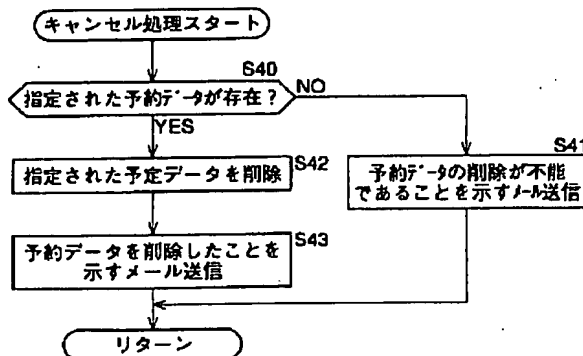 キャンセル処理スタート
S40
指定された予約データが存在?
NO
YES
S41
予約データの削除が不能
であることを示すメール送信
S42
指定された予定データを削除
S43
予約データを削除したことを
示すメール送信
リターン